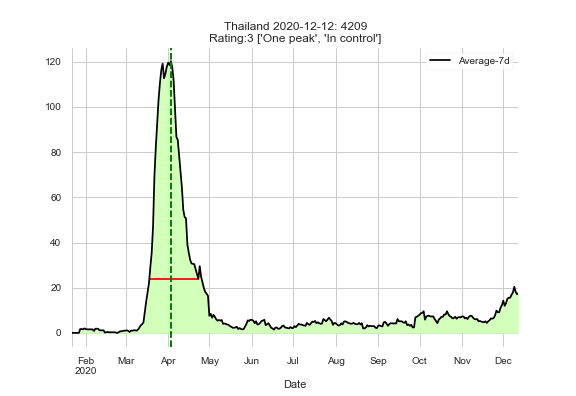 Thailand 2020-12-12: 4209
Rating:3 ['One peak', 'In control']
Average-7d
120
100
80
60
40
20
0
Feb Mar Apr May Jun Jul Aug Sep Oct Nov Dec
2020
Date